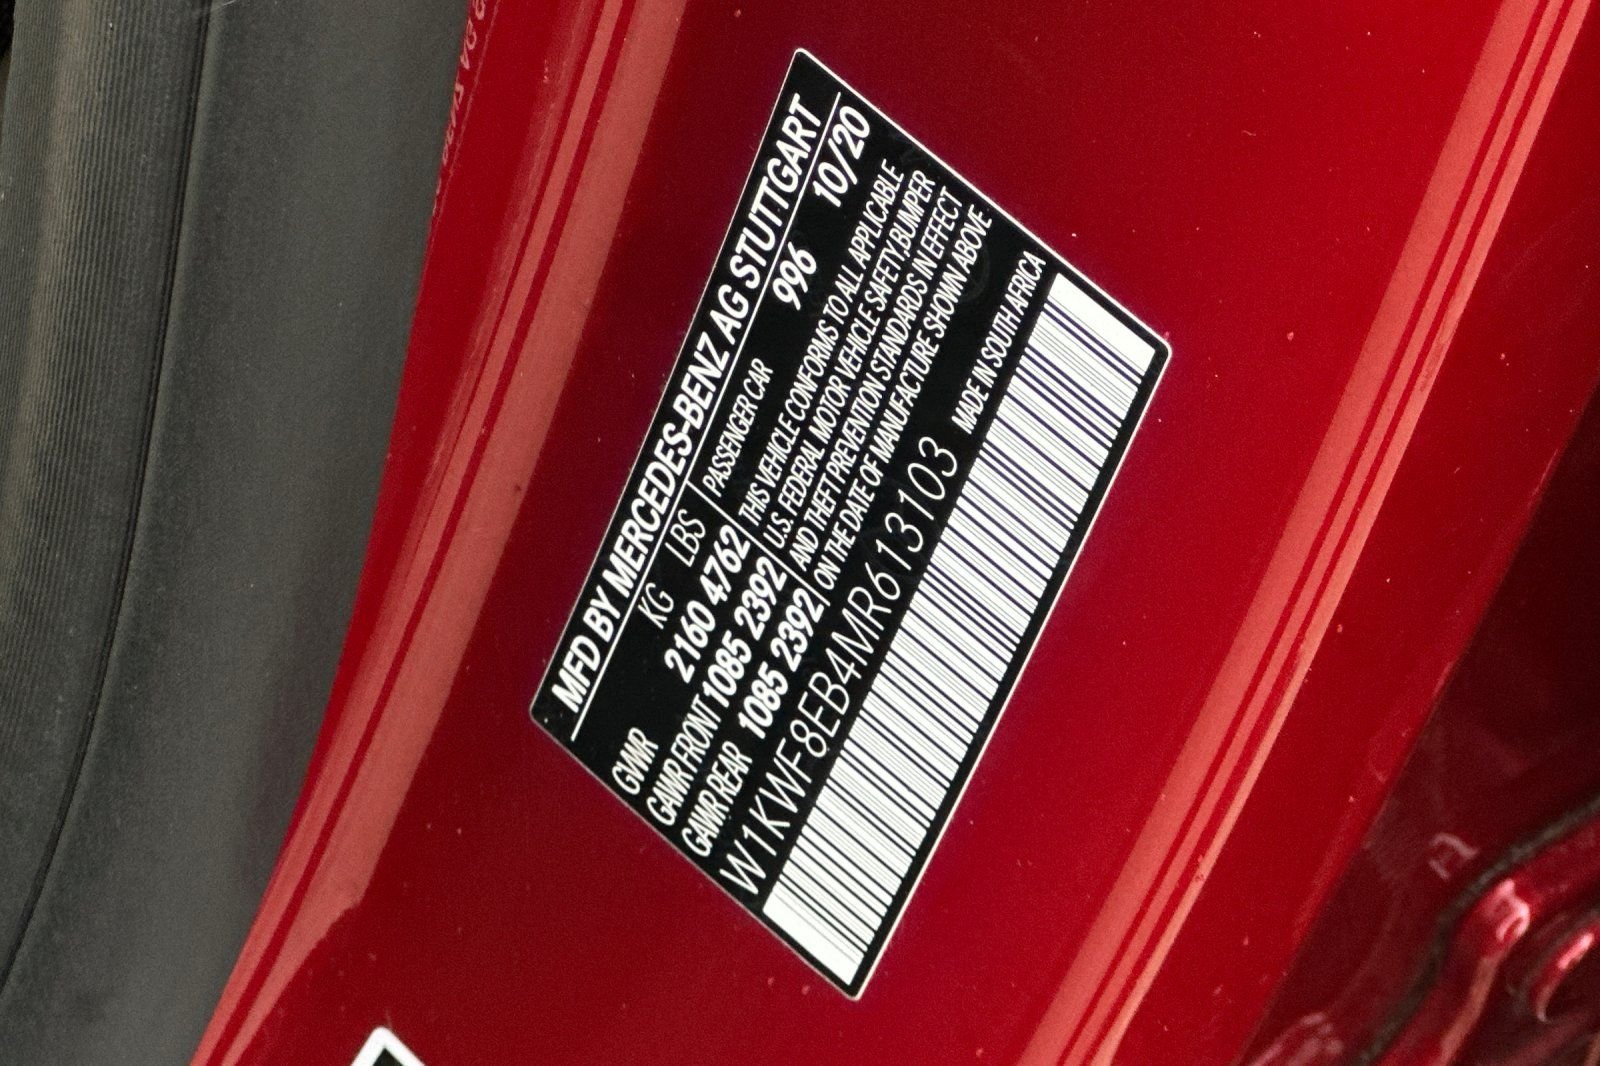 MFD BY MERCEDES-BENZ AG STUTTGART
KG LBS PASSENGER CAR 996 10/20
GVWR 2160 4762 THIS VEHICLE CONFORMS TO ALL APPLICABLE
GAWR FRONT 1085 2392 U.S. FEDERAL MOTOR VEHICLE SAFETY, BUMPER
GAWR REAR 1085 2392 AND THEFT PREVENTION STANDARDS IN EFFECT
ON THE DATE OF MANUFACTURE SHOWN ABOVE
W1KWF8EB4MR613103 MADE IN SOUTH AFRICA